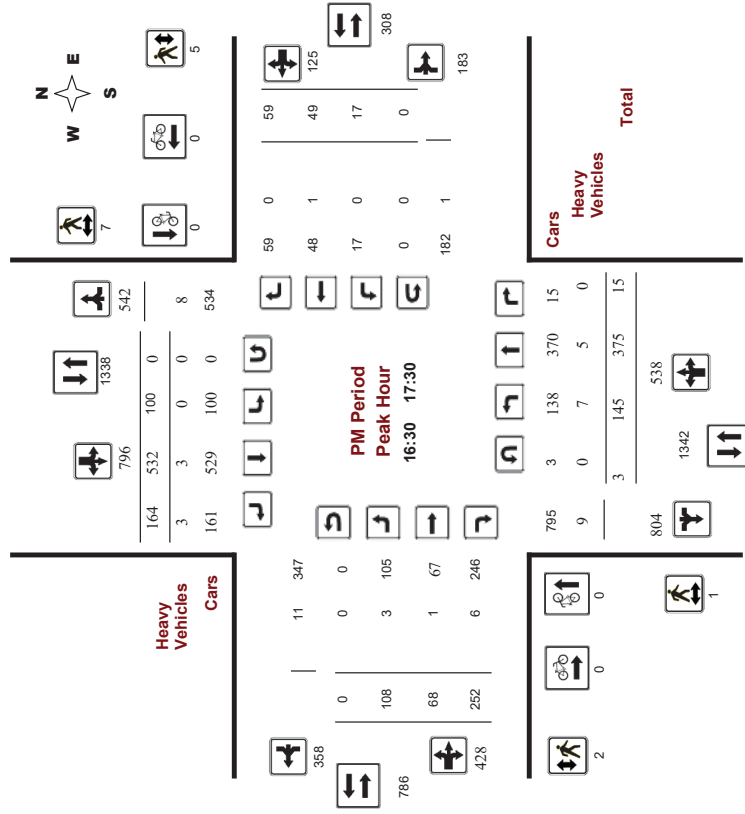 N
W E
S
5
0
0
7
542
8
534
1338
796
164 532 100 0
3 3 0 0
161 529 100 0
Heavy
Vehicles
Cars
308
125
183
59 0 59
48 1 49
17 0 17
0 0 0
182 1
PM Period
Peak Hour
16:30 17:30
347
11
0 0 0
108 3 105
68 1 67
252 6 246
358
786
428
Cars
Heavy
Vehicles
Total
795 3 138 370 15
9 0 7 5 0
3 145 375 15
804
1342
538
0
0
1
2